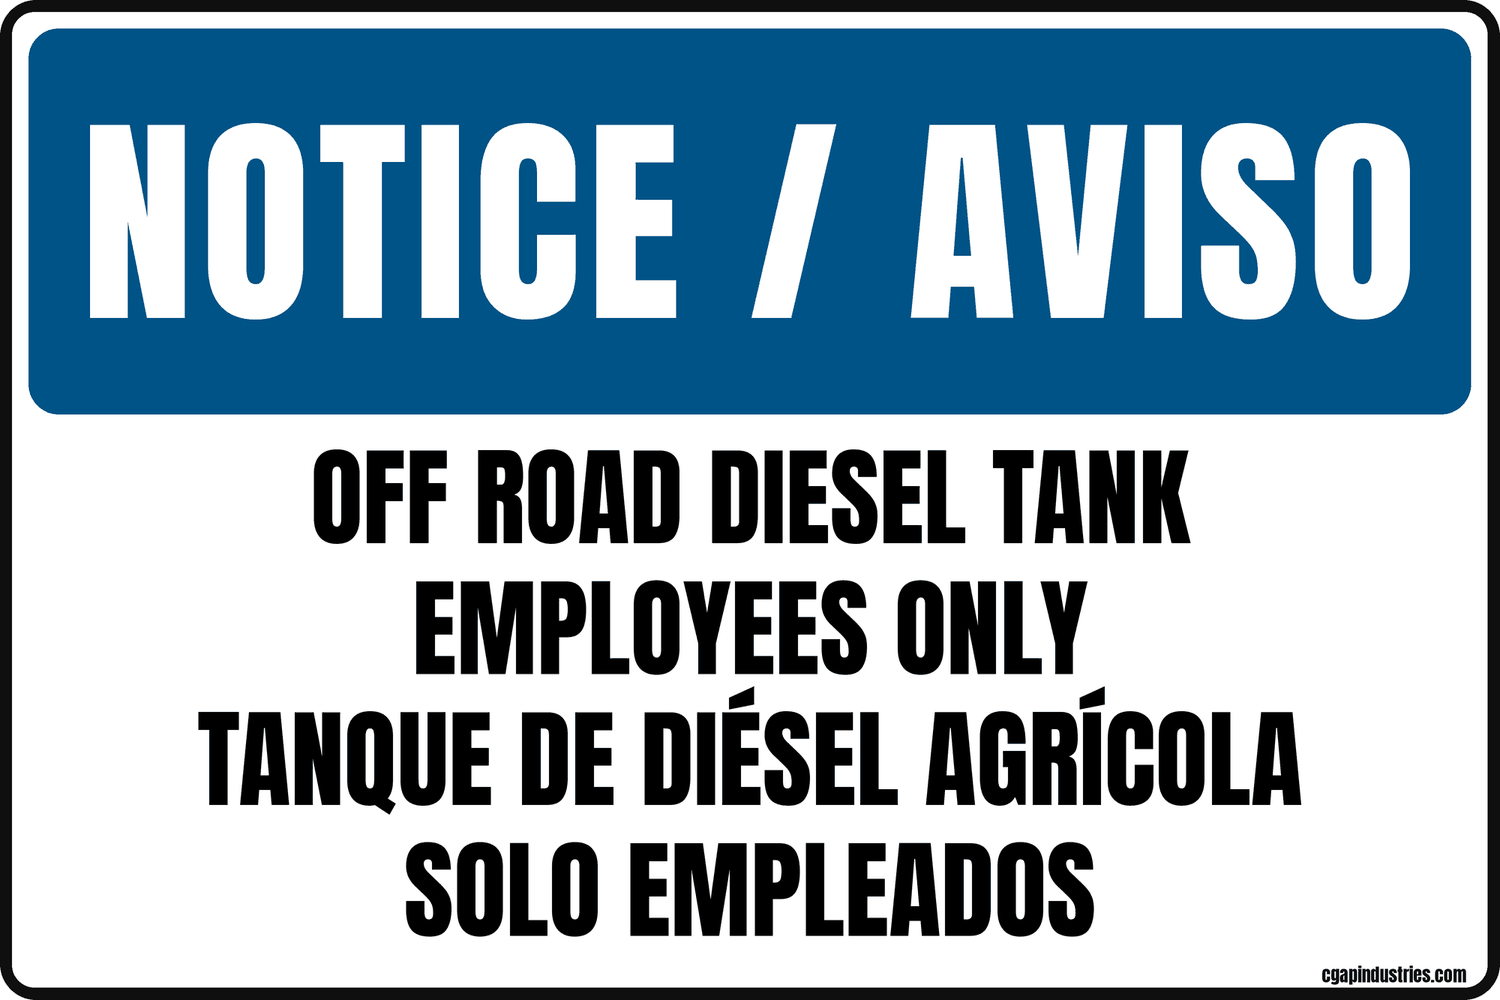 NOTICE / AVISO
OFF ROAD DIESEL TANK
EMPLOYEES ONLY
TANQUE DE DIÉSEL AGRÍCOLA
SOLO EMPLEADOS
cgapindustries.com